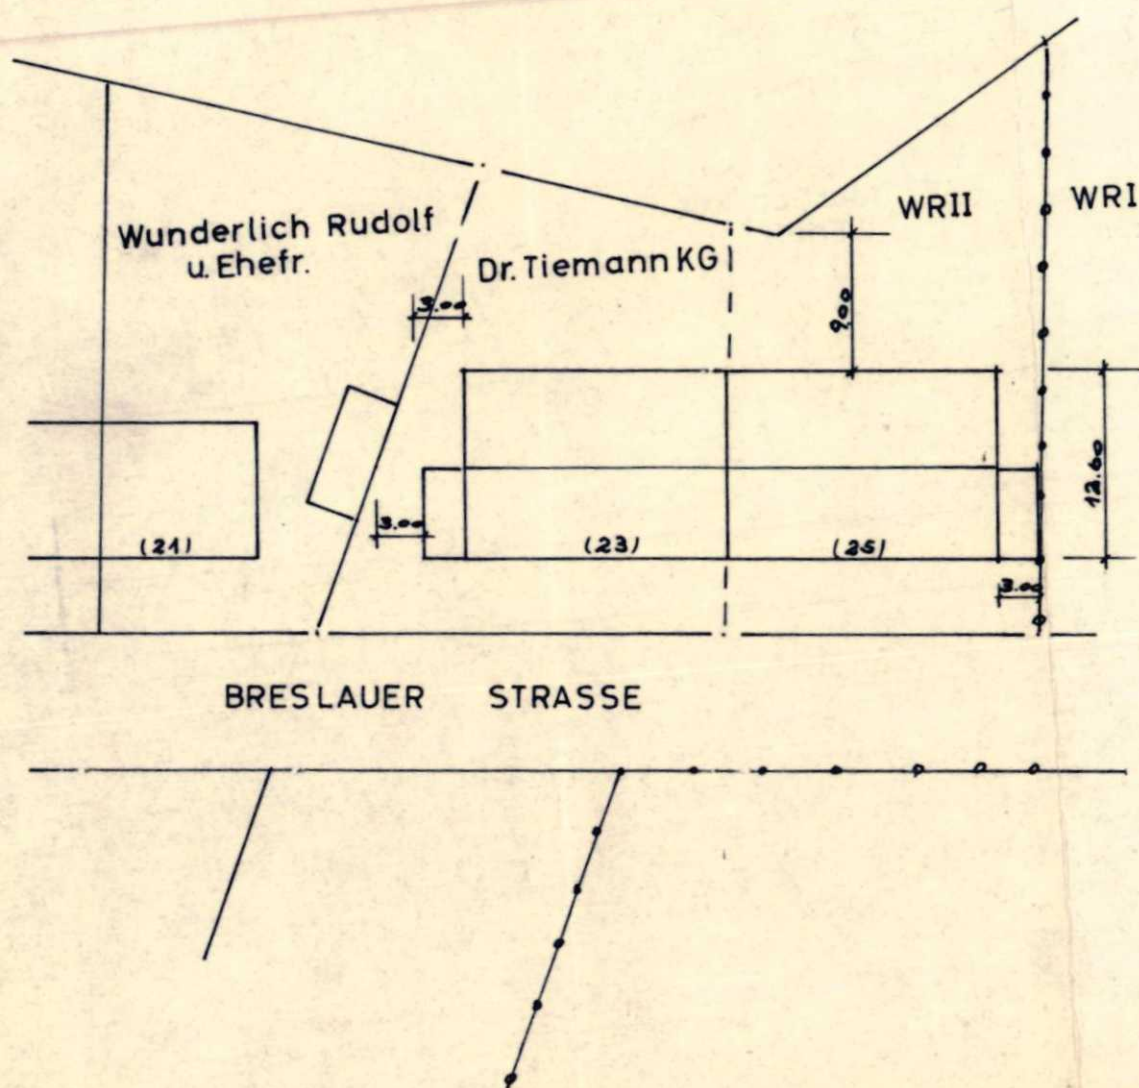 WRII
WRI
Wunderlich Rudolf
u. Ehefr.
Dr. Tiemann KG
3.00
9,00
12.60
3.00
(21)
(23)
(25)
3.00
BRESLAUER STRASSE